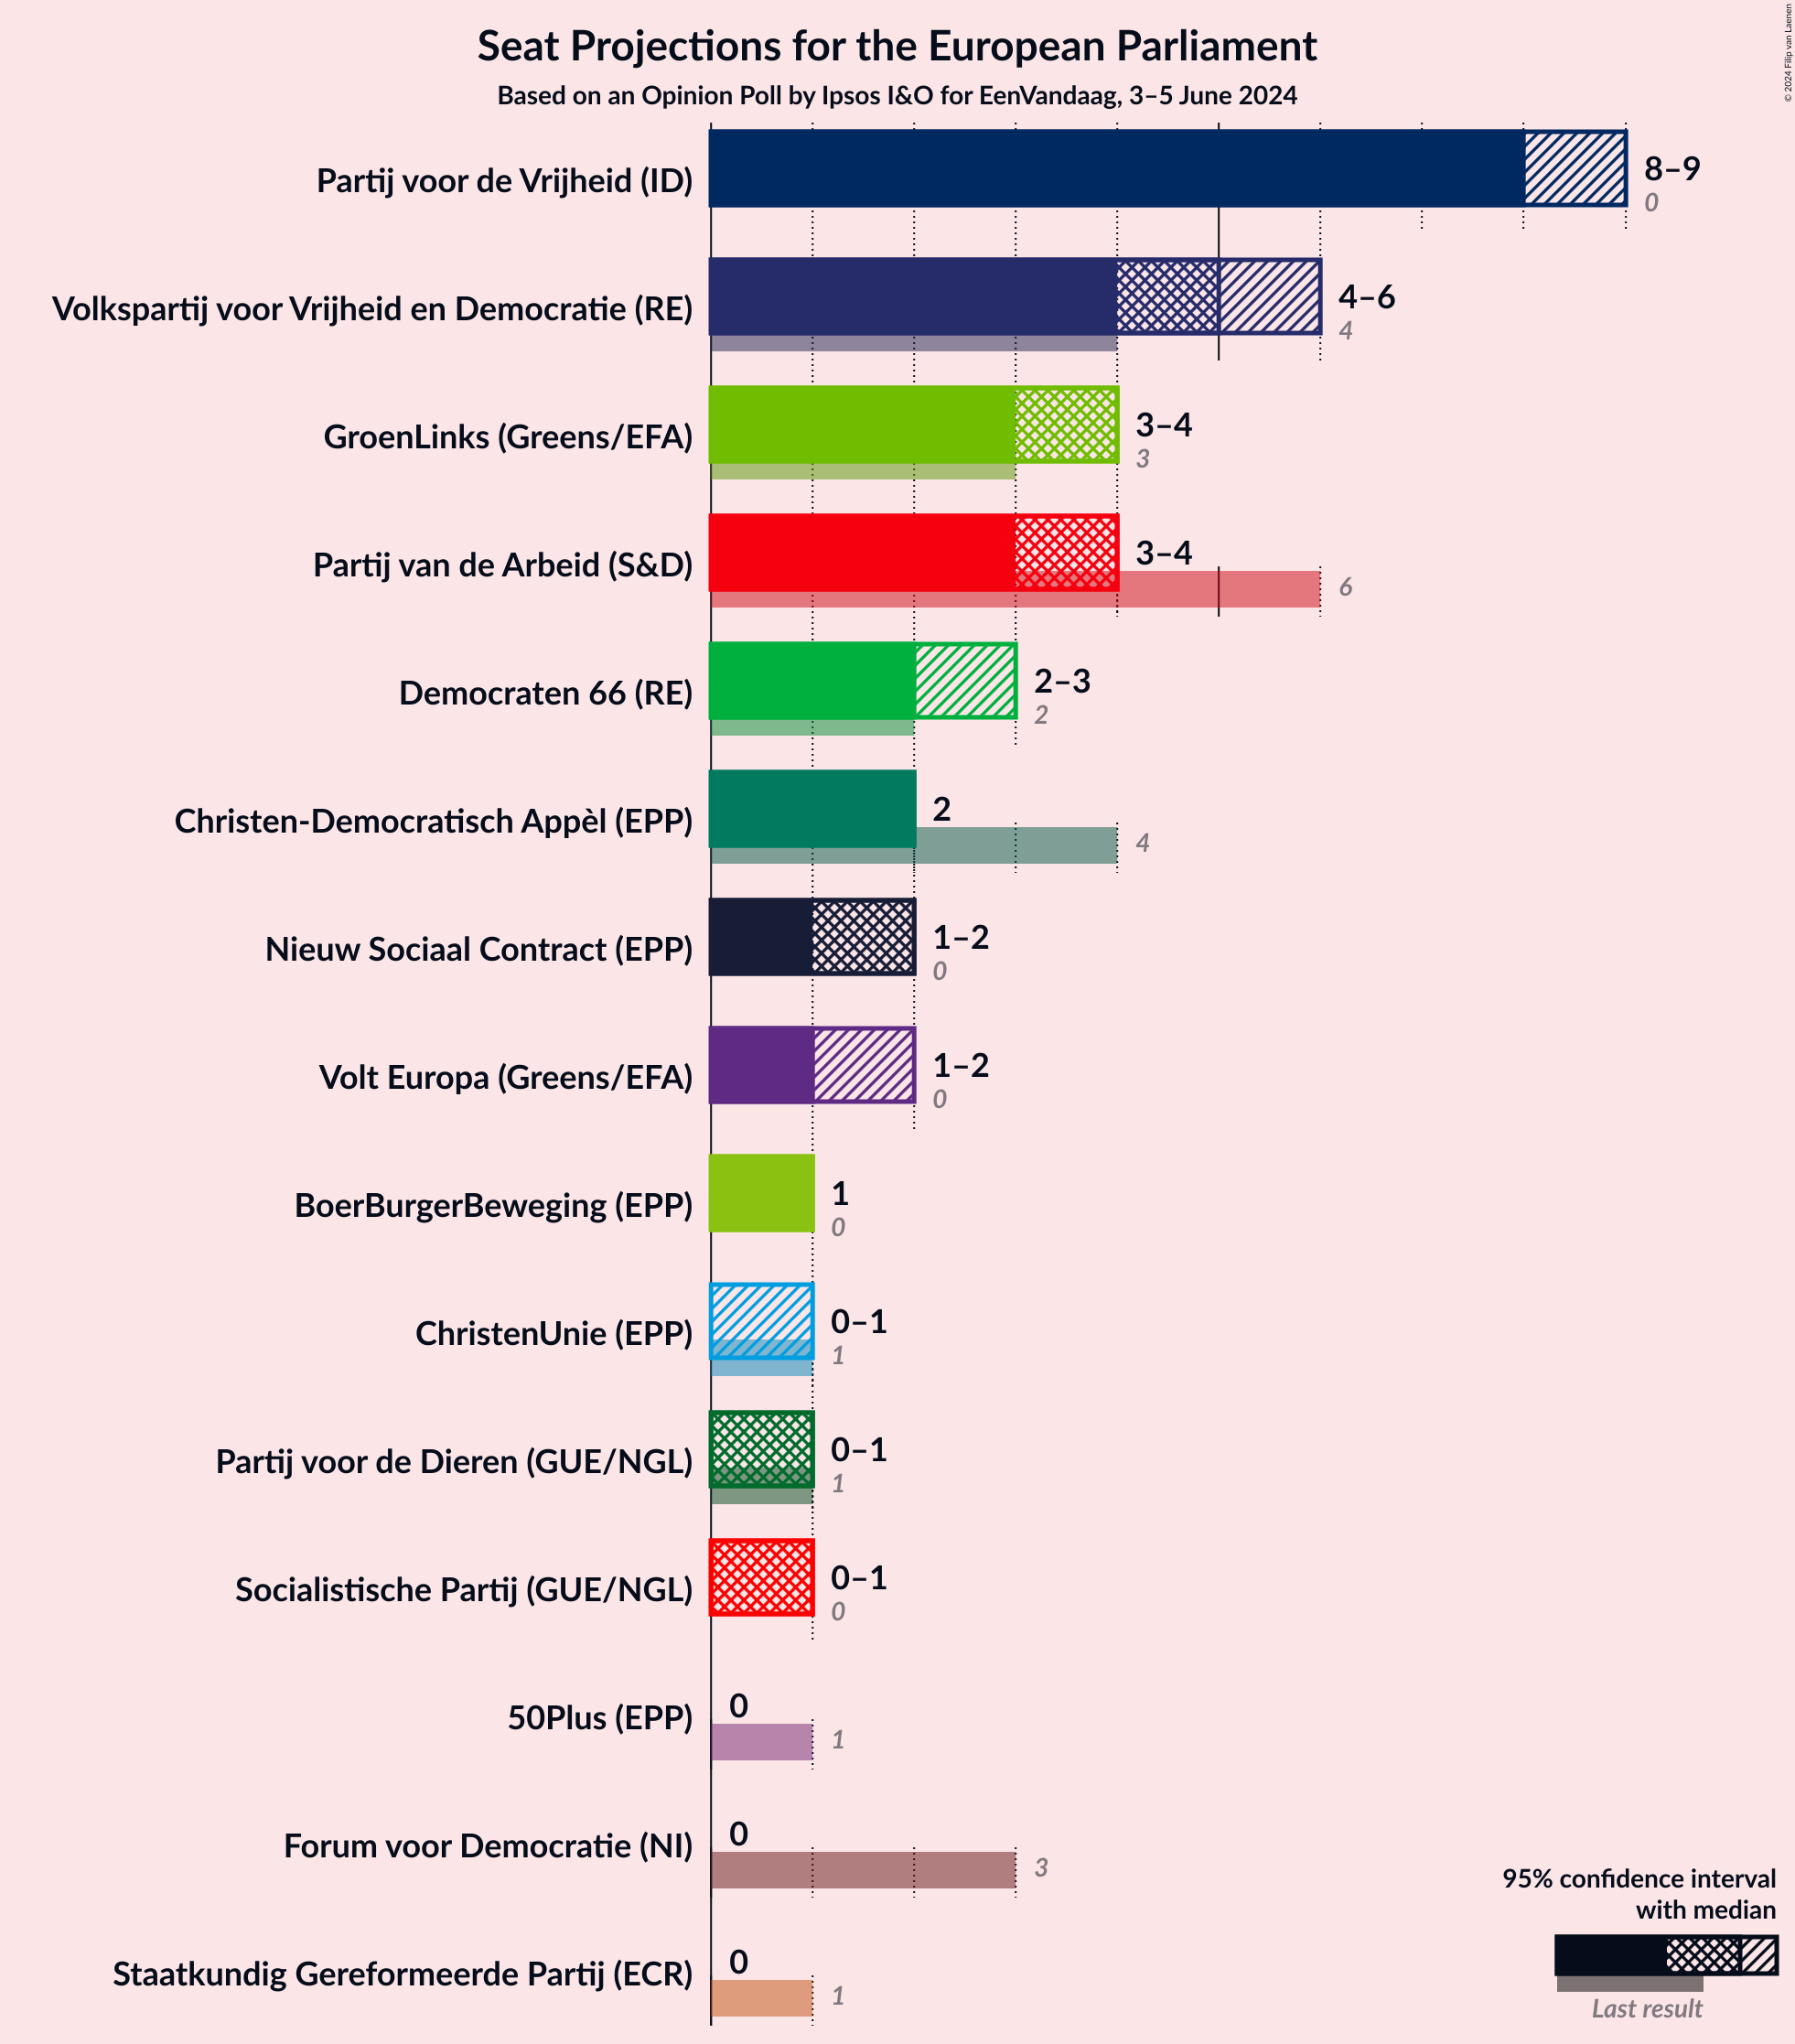 Seat Projections for the European Parliament
Based on an Opinion Poll by Ipsos I&O for EenVandaag, 3–5 June 2024
© 2024 Filip van Laenen
Partij voor de Vrijheid (ID)
8–9
0
Volkspartij voor Vrijheid en Democratie (RE)
4–6
4
GroenLinks (Greens/EFA)
3–4
3
Partij van de Arbeid (S&D)
3–4
6
Democraten 66 (RE)
2–3
2
Christen-Democratisch Appèl (EPP)
2
4
Nieuw Sociaal Contract (EPP)
1–2
0
Volt Europa (Greens/EFA)
1–2
0
BoerBurgerBeweging (EPP)
1
0
ChristenUnie (EPP)
0–1
1
Partij voor de Dieren (GUE/NGL)
0–1
1
Socialistische Partij (GUE/NGL)
0–1
0
50Plus (EPP)
0
1
Forum voor Democratie (NI)
0
3
Staatkundig Gereformeerde Partij (ECR)
0
1
95% confidence interval
with median
Last result